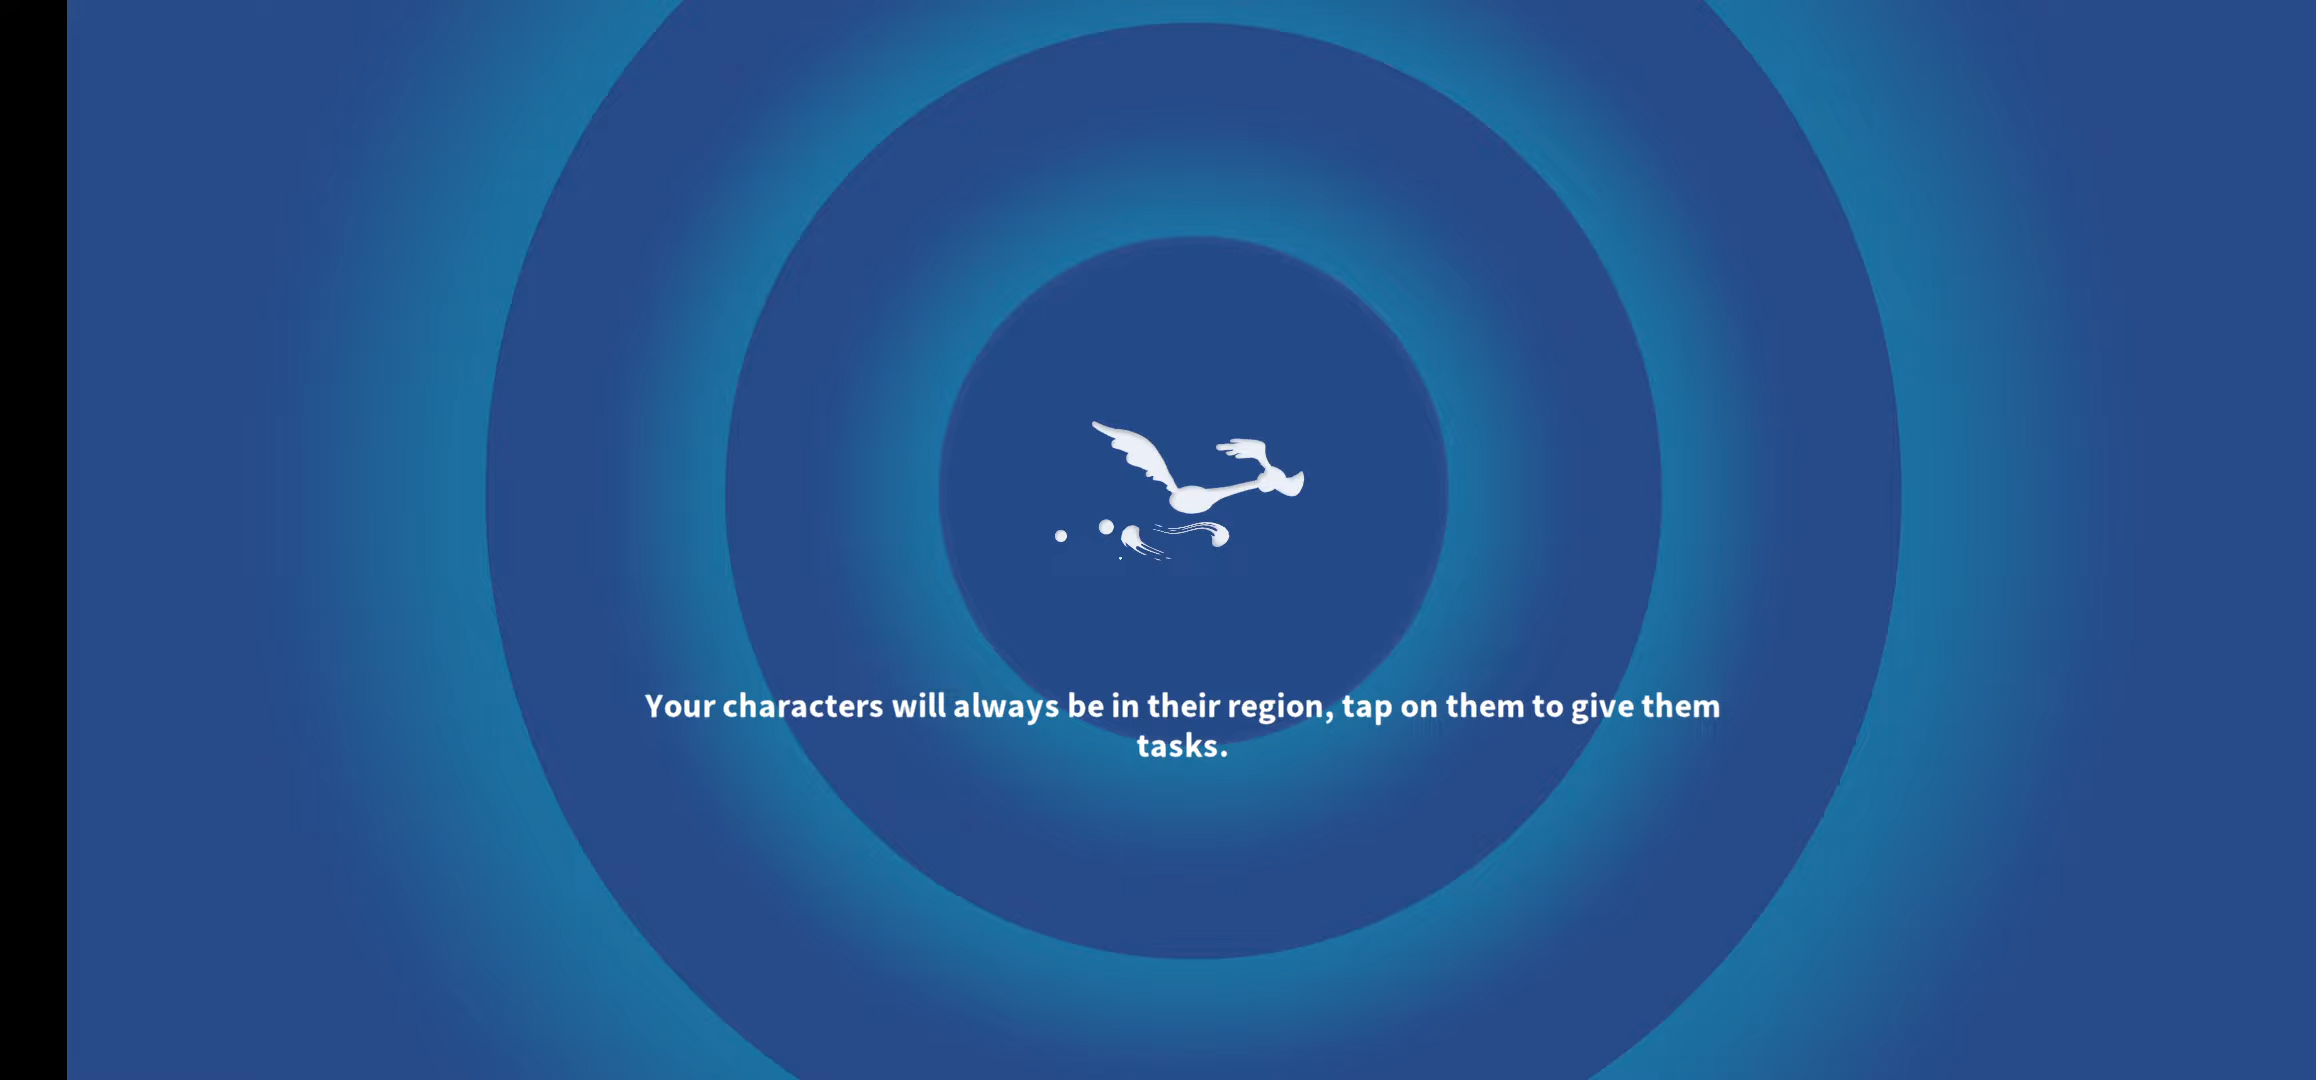 Your characters will always be in their region, tap on them to give them
tasks.